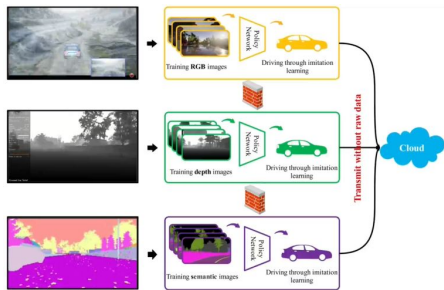 Policy
Network
Training RGB images
Driving through imitation
learning
Policy
Network
Training depth images
Driving through imitation
learning
Policy
Network
Training semantic images
Driving through imitation
learning
Transmit without raw data
Cloud